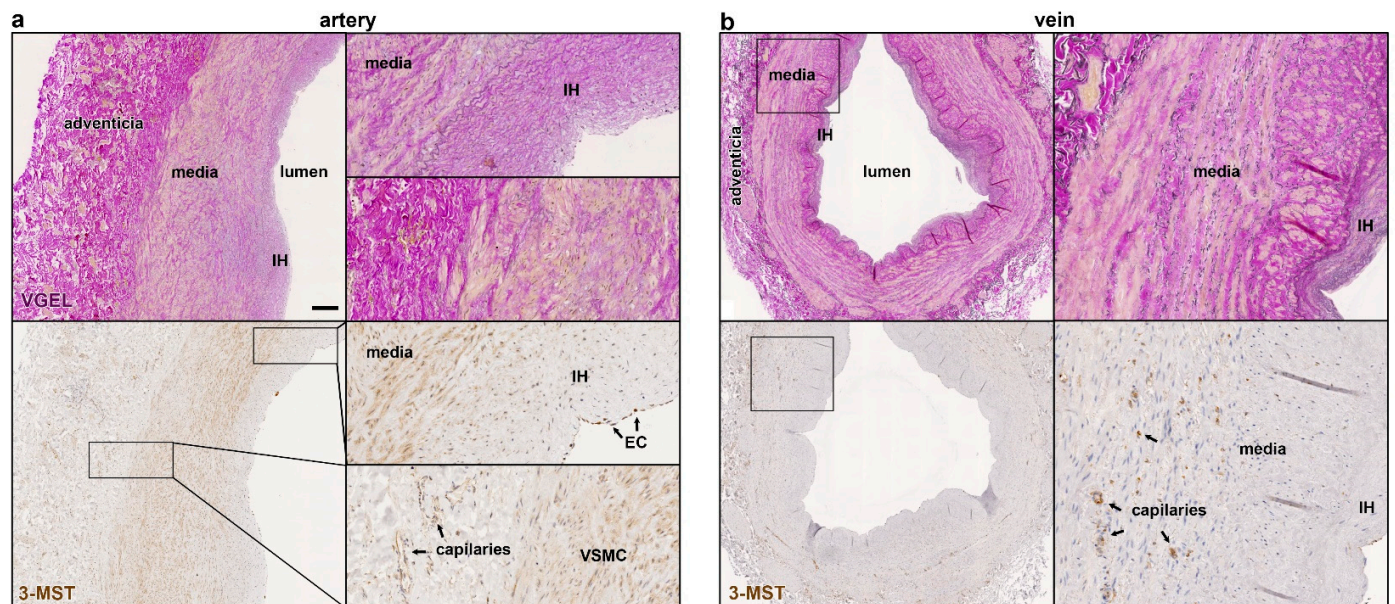 a
artery
adventicia
media
lumen
IH
VGEL
media
IH
3-MST
media
IH
EC
capilaries
VSMC
b
vein
adventicia
media
IH
lumen
media
IH
3-MST
media
capilaries
IH